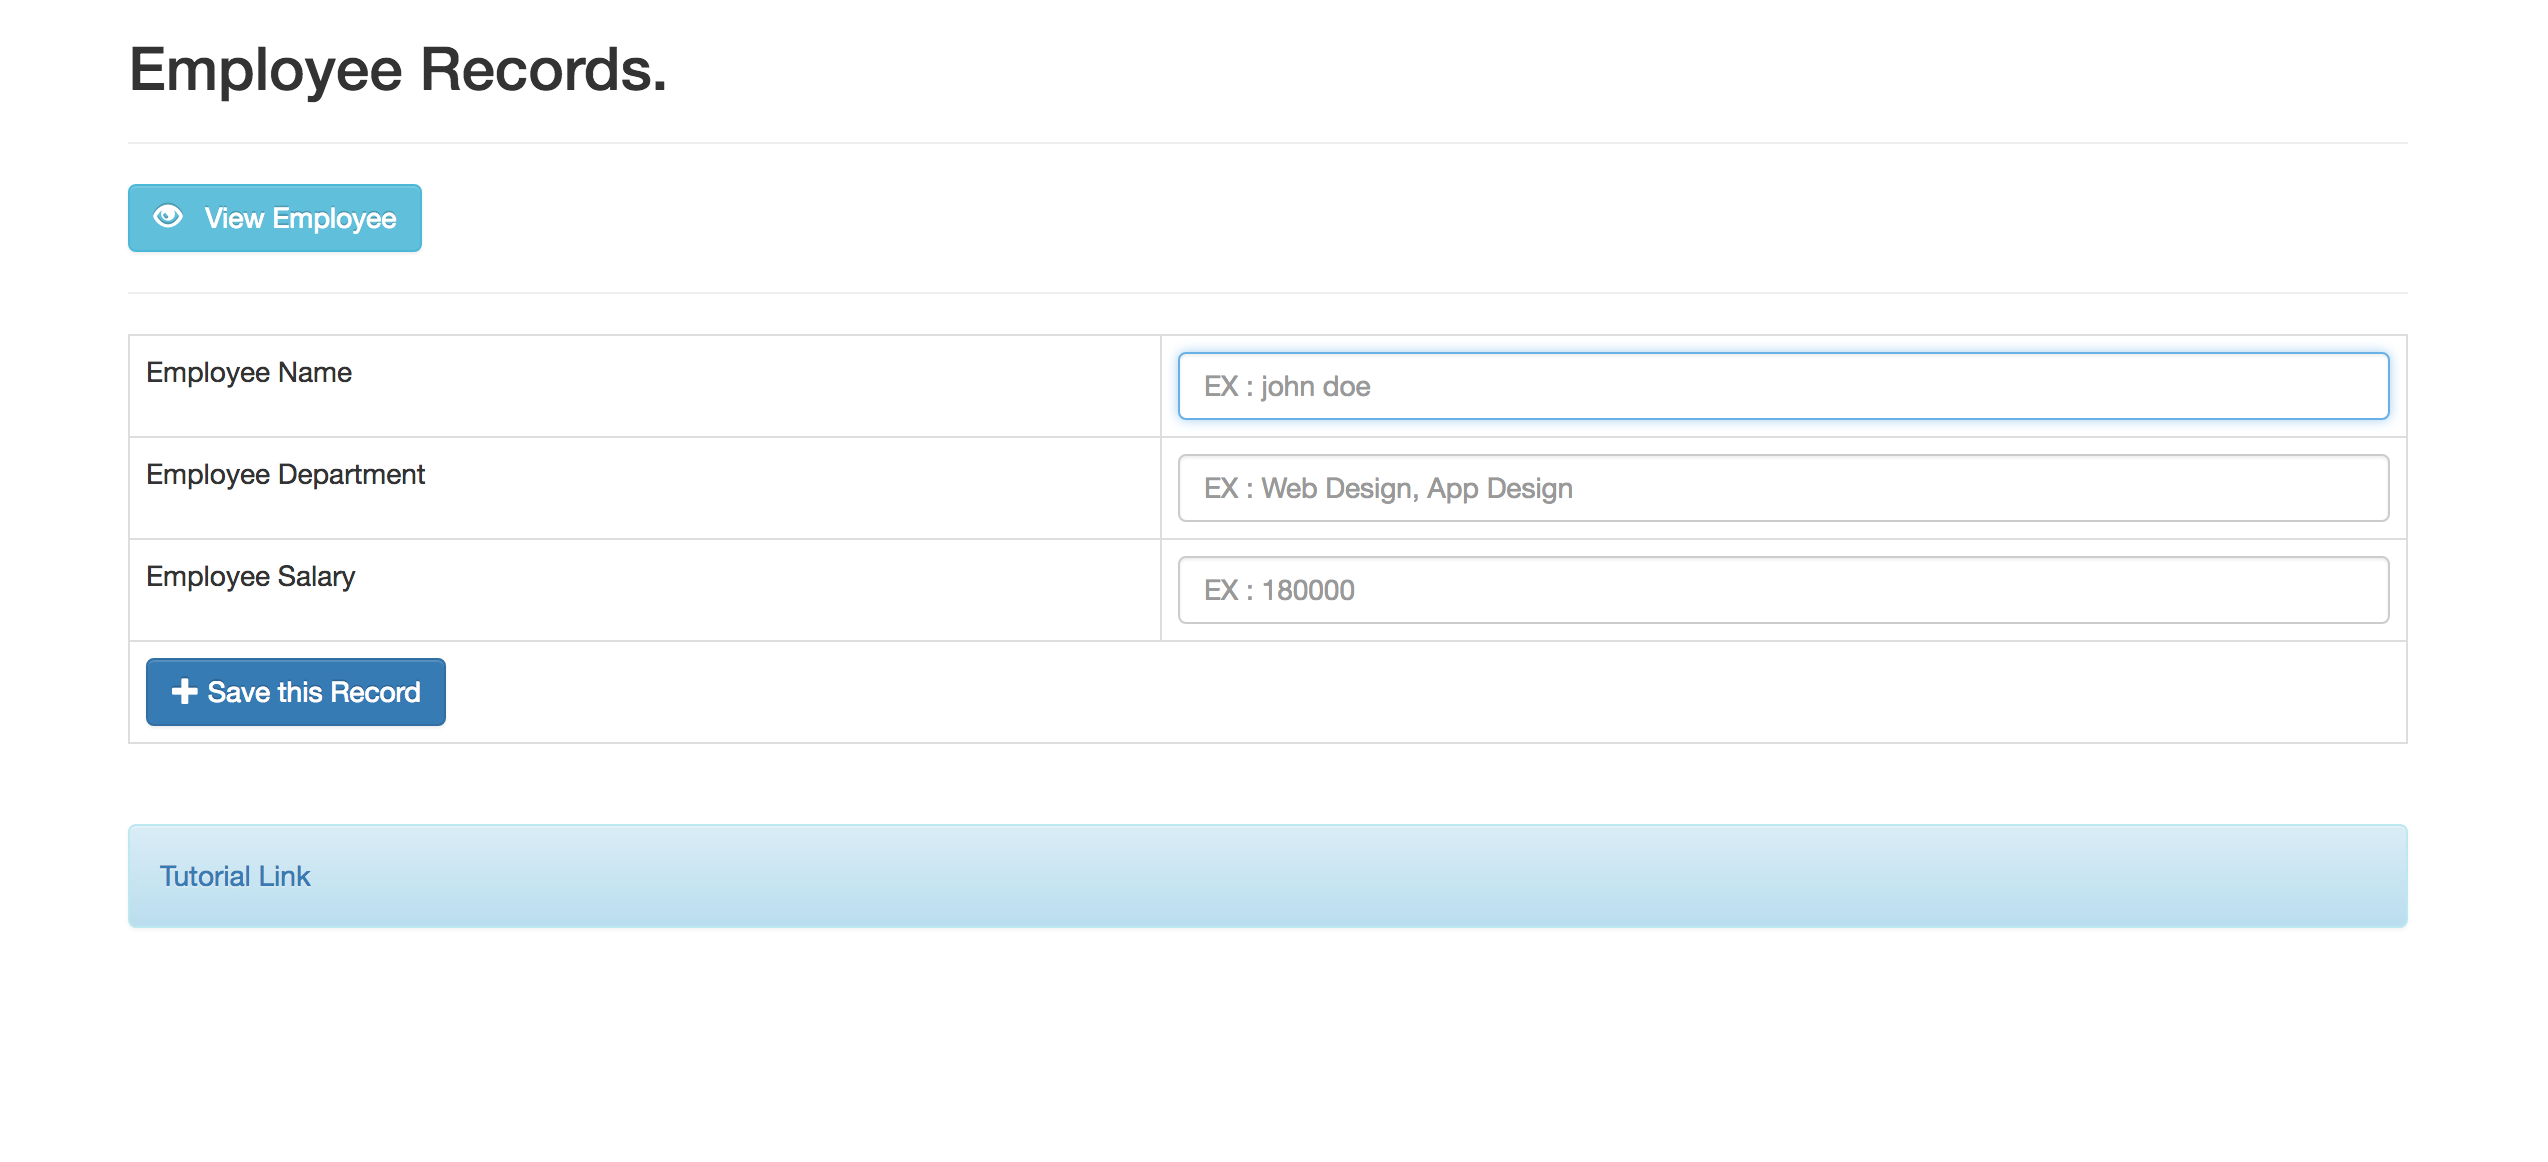 Employee Records.
View Employee
Employee Name
EX : john doe
Employee Department
EX : Web Design, App Design
Employee Salary
EX : 180000
Save this Record
Tutorial Link